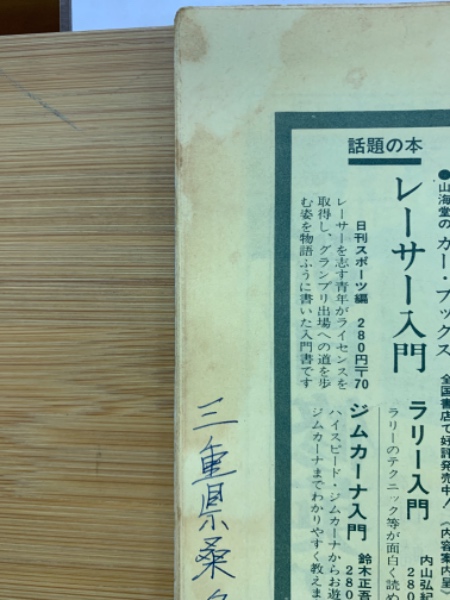 話題の本
●山海堂のカー・ブックス 全国書店で好評発売中！（内容案内呈
レーサー入門
日刊スポーツ編 280円〒70
レーサーを志す青年がライセンスを
取得し、グランプリ出場への道を歩
む姿を物語ふうに書いた入門書です
ラリー入門
内山弘紀
280
ラリーのテクニック等が面白く読め
ジムカーナ入門
鈴木正吾
280
ハイスピード・ジムカーナからお遊
ジムカーナまでわかりやすく教えま
三重県桑名